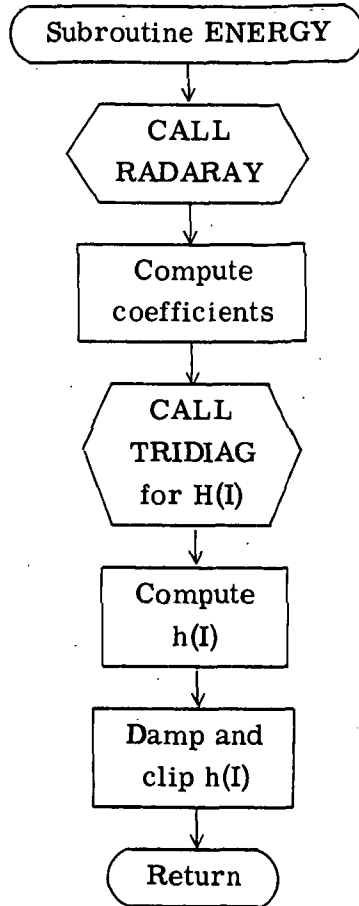 Subroutine ENERGY
CALL
RADARAY
Compute
coefficients
CALL
TRIDIAG
for H(I)
Compute
h(I)
Damp and
clip h(I)
Return